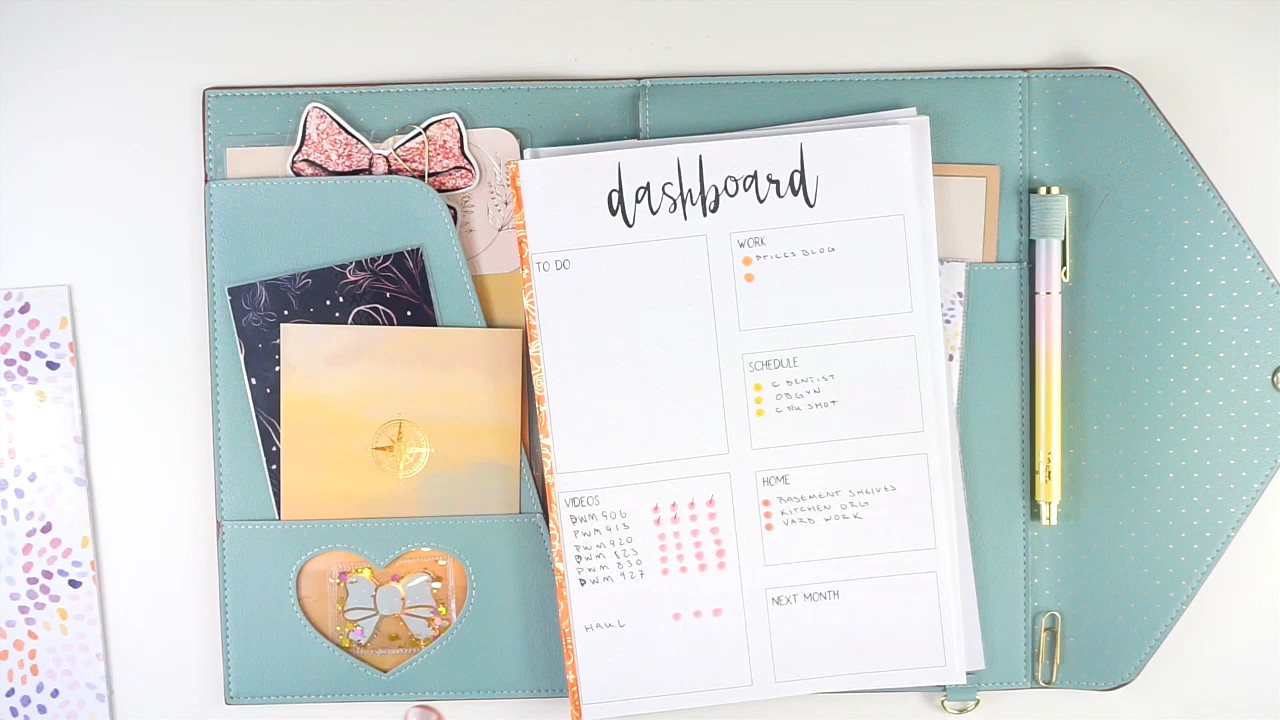 dashboard
TO DO
WORK
PRICES BLOG
SCHEDULE
C DENTIST
OBGYN
C FLU SHOT
VIDEOS
PWM 906
PWM 913
PWM 920
PWM 823
PWM 830
PWM 927
HAUL
HOME
BASEMENT SHELVES
KITCHEN ORG
YARD WORK
NEXT MONTH